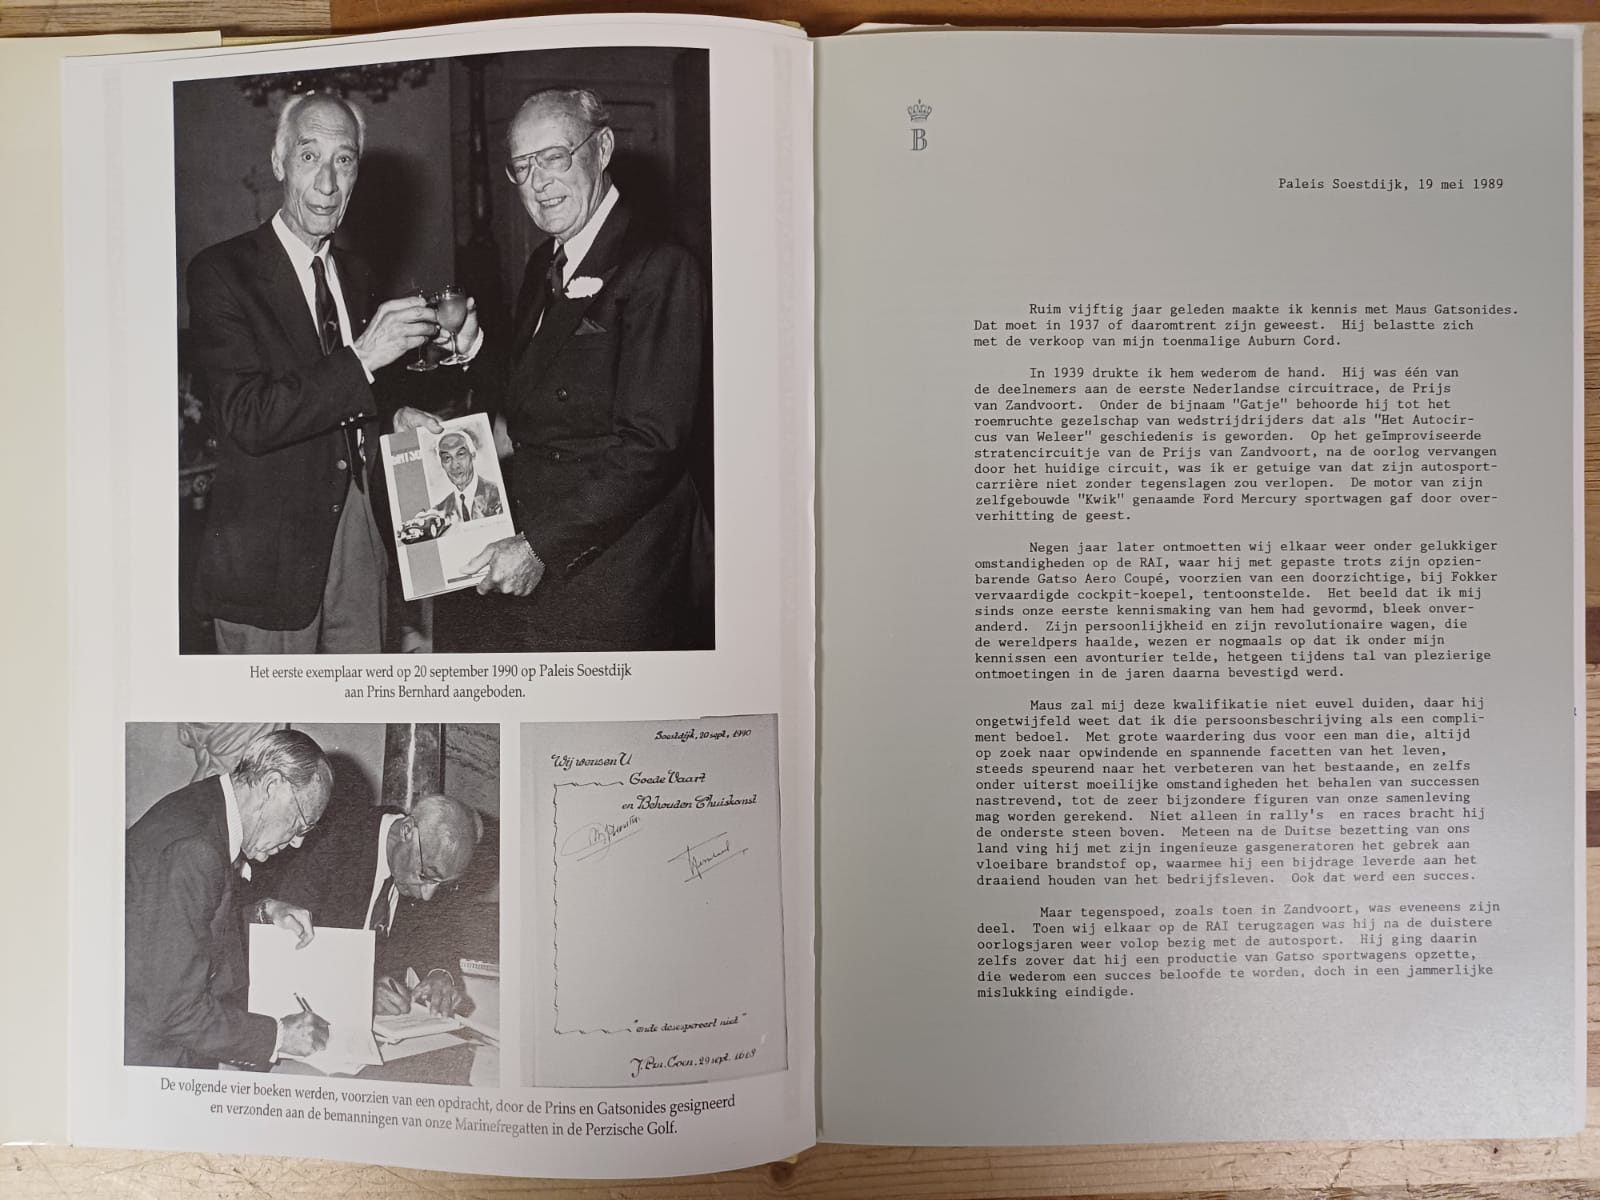 Het eerste exemplaar werd op 20 september 1990 op Paleis Soestdijk
aan Prins Bernhard aangeboden.
Soestdijk, 20 sept, 1990
Wij wensen U
Goede Vaart
en Behouden Thuiskomst
"ende desespereert niet"
J. Pzn. Coen. 29 sept.
De volgende vier boeken werden, voorzien van een opdracht, door de Prins en Gatsonides gesigneerd
en verzonden aan de bemanningen van onze Marinefregatten in de Perzische Golf.
B
Paleis Soestdijk, 19 mei 1989
Ruim vijftig jaar geleden maakte ik kennis met Maus Gatsonides.
Dat moet in 1937 of daaromtrent zijn geweest. Hij belastte zich
met de verkoop van mijn toenmalige Auburn Cord.
In 1939 drukte ik hem wederom de hand. Hij was één van
de deelnemers aan de eerste Nederlandse circuitrace, de Prijs
van Zandvoort. Onder de bijnaam "Gatje" behoorde hij tot het
roemruchte gezelschap van wedstrijdrijders dat als "Het Autocir-
cus van Weleer" geschiedenis is geworden. Op het geïmproviseerde
stratencircuitje van de Prijs van Zandvoort, na de oorlog vervangen
door het huidige circuit, was ik er getuige van dat zijn autosport-
carrière niet zonder tegenslagen zou verlopen. De motor van zijn
zelfgebouwde "Kwik" genaamde Ford Mercury sportwagen gaf door over-
verhitting de geest.
Negen jaar later ontmoetten wij elkaar weer onder gelukkiger
omstandigheden op de RAI, waar hij met gepaste trots zijn opzien-
barende Gatso Aero Coupé, voorzien van een doorzichtige, bij Fokker
vervaardigde cockpit-koepel, tentoonstelde. Het beeld dat ik mij
sinds onze eerste kennismaking van hem had gevormd, bleek onver-
anderd. Zijn persoonlijkheid en zijn revolutionaire wagen, die
de wereldpers haalde, wezen er nogmaals op dat ik onder mijn
kennissen een avonturier telde, hetgeen tijdens tal van plezierige
ontmoetingen in de jaren daarna bevestigd werd.
Maus zal mij deze kwalifikatie niet euvel duiden, daar hij
ongetwijfeld weet dat ik die persoonsbeschrijving als een compli-
ment bedoel. Met grote waardering dus voor een man die, altijd
op zoek naar opwindende en spannende facetten van het leven,
steeds speurend naar het verbeteren van het bestaande, en zelfs
onder uiterst moeilijke omstandigheden het behalen van successen
nastrevend, tot de zeer bijzondere figuren van onze samenleving
mag worden gerekend. Niet alleen in rally's en races bracht hij
de onderste steen boven. Meteen na de Duitse bezetting van ons
land ving hij met zijn ingenieuze gasgeneratoren het gebrek aan
vloeibare brandstof op, waarmee hij een bijdrage leverde aan het
draaiend houden van het bedrijfsleven. Ook dat werd een succes.
Maar tegenspoed, zoals toen in Zandvoort, was eveneens zijn
deel. Toen wij elkaar op de RAI terugzagen was hij na de duistere
oorlogsjaren weer volop bezig met de autosport. Hij ging daarin
zelfs zover dat hij een productie van Gatso sportwagens opzette,
die wederom een succes beloofde te worden, doch in een jammerlijke
mislukking eindigde.